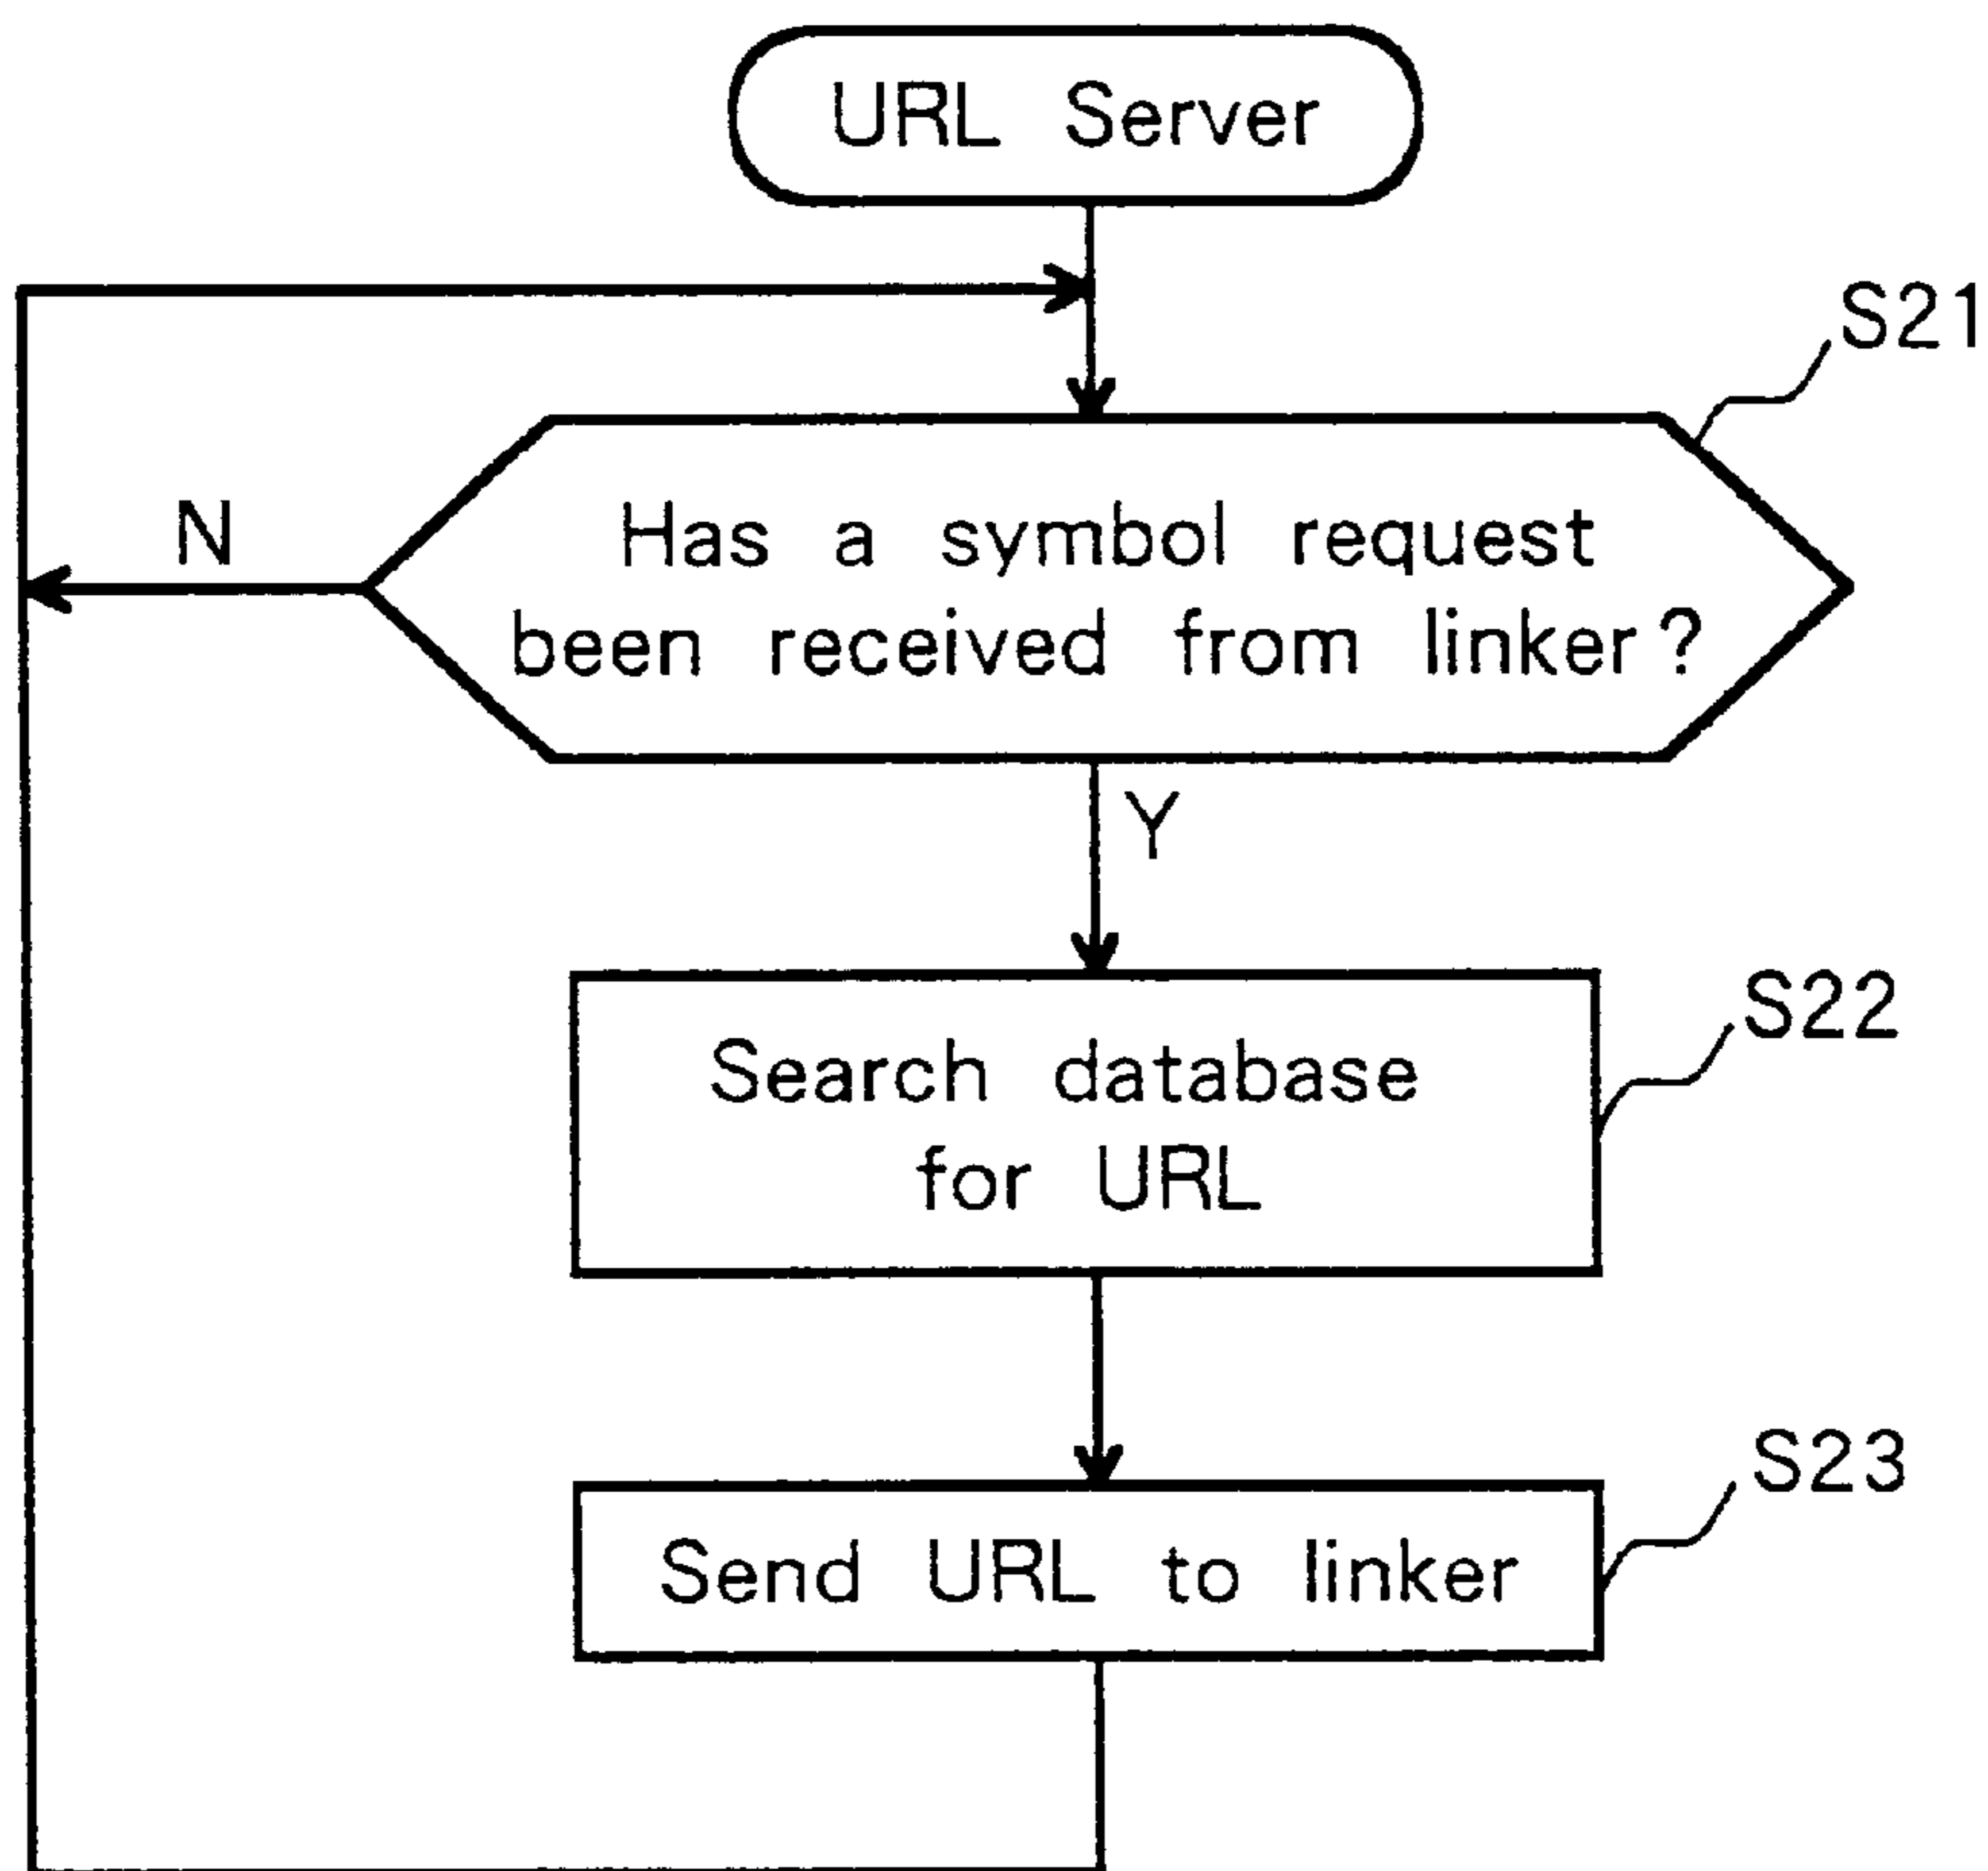 URL Server
S21
N
Has a symbol request
been received from linker?
Y
S22
Search database
for URL
S23
Send URL to linker